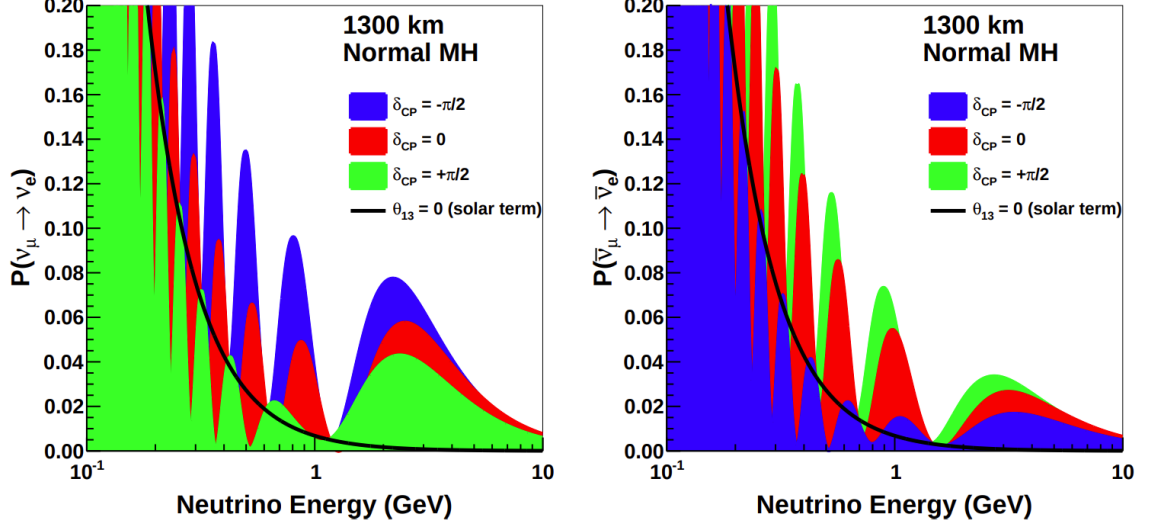 0.20
0.18
0.16
0.14
0.12
0.10
0.08
0.06
0.04
0.02
0.00
P(νμ → νe)
1300 km
Normal MH
δCP = -π/2
δCP = 0
δCP = +π/2
θ13 = 0 (solar term)
10-1 1 10
Neutrino Energy (GeV)
0.20
0.18
0.16
0.14
0.12
0.10
0.08
0.06
0.04
0.02
0.00
P(ν̄μ → ν̄e)
1300 km
Normal MH
δCP = -π/2
δCP = 0
δCP = +π/2
θ13 = 0 (solar term)
10-1 1 10
Neutrino Energy (GeV)